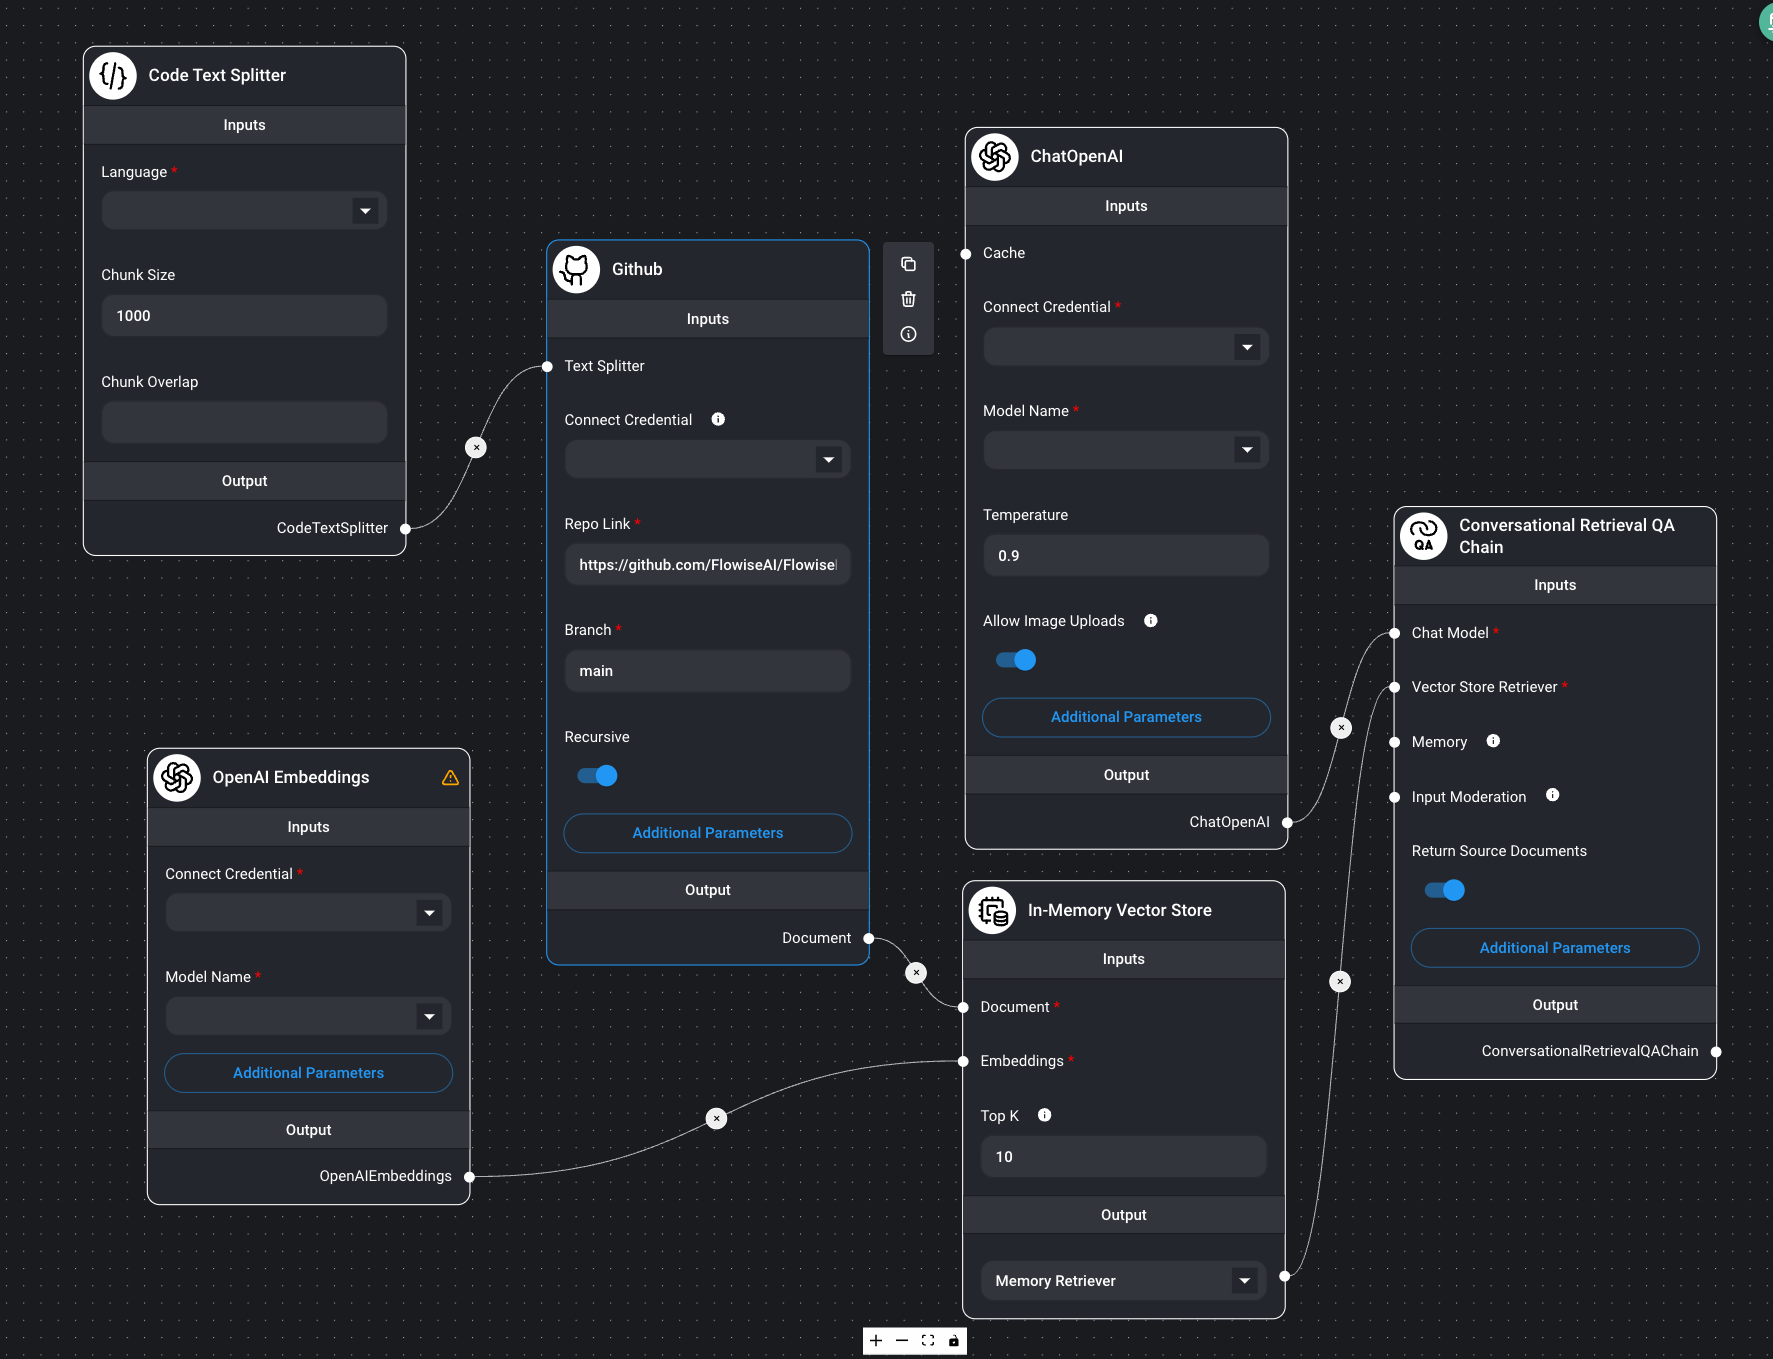 Code Text Splitter
Inputs
Language *
Chunk Size
1000
Chunk Overlap
Output
CodeTextSplitter
OpenAI Embeddings
Inputs
Connect Credential *
Model Name *
Additional Parameters
Output
OpenAIEmbeddings
Github
Inputs
Text Splitter
Connect Credential
Repo Link *
https://github.com/FlowiseAI/Flowise
Branch *
main
Recursive
Additional Parameters
Output
Document
ChatOpenAI
Inputs
Cache
Connect Credential *
Model Name *
Temperature
0.9
Allow Image Uploads
Additional Parameters
Output
ChatOpenAI
In-Memory Vector Store
Inputs
Document *
Embeddings *
Top K
10
Output
Memory Retriever
QA
Conversational Retrieval QA
Chain
Inputs
Chat Model *
Vector Store Retriever *
Memory
Input Moderation
Return Source Documents
Additional Parameters
Output
ConversationalRetrievalQAChain